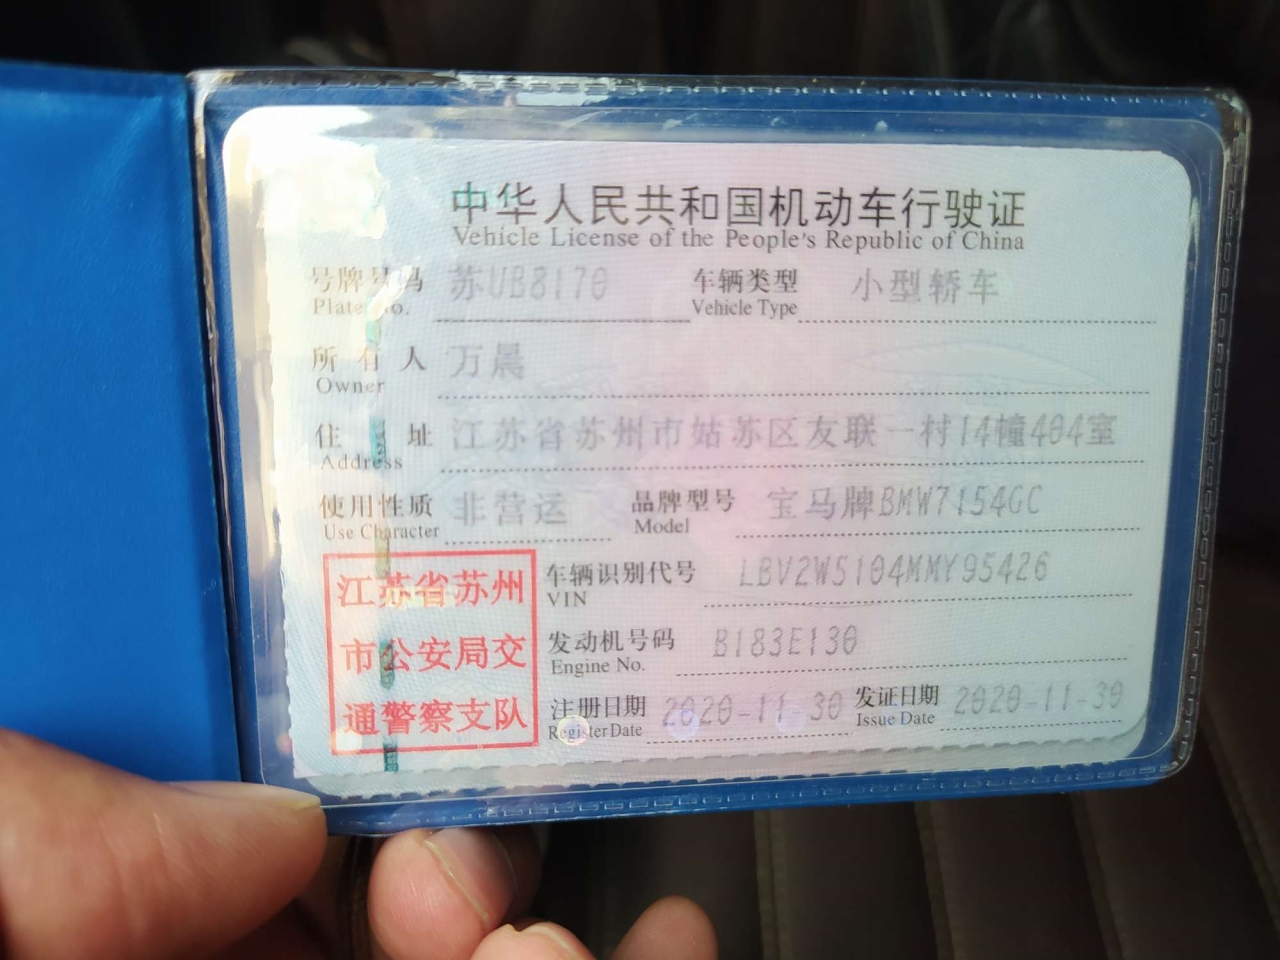 中华人民共和国机动车行驶证
Vehicle License of the People's Republic of China
号牌号码 苏UB8170 车辆类型 小型轿车
Plate No. Vehicle Type
所有人 万晨
Owner
住址 江苏省苏州市姑苏区友联一村14幢404室
Address
使用性质 非营运 品牌型号 宝马牌BMW7154GC
Use Character Model
车辆识别代号 LBV2W5104MMY95426
VIN
发动机号码 B183E130
Engine No.
注册日期 2020-11-30 发证日期 2020-11-30
Register Date Issue Date
江苏省苏州
市公安局交
通警察支队